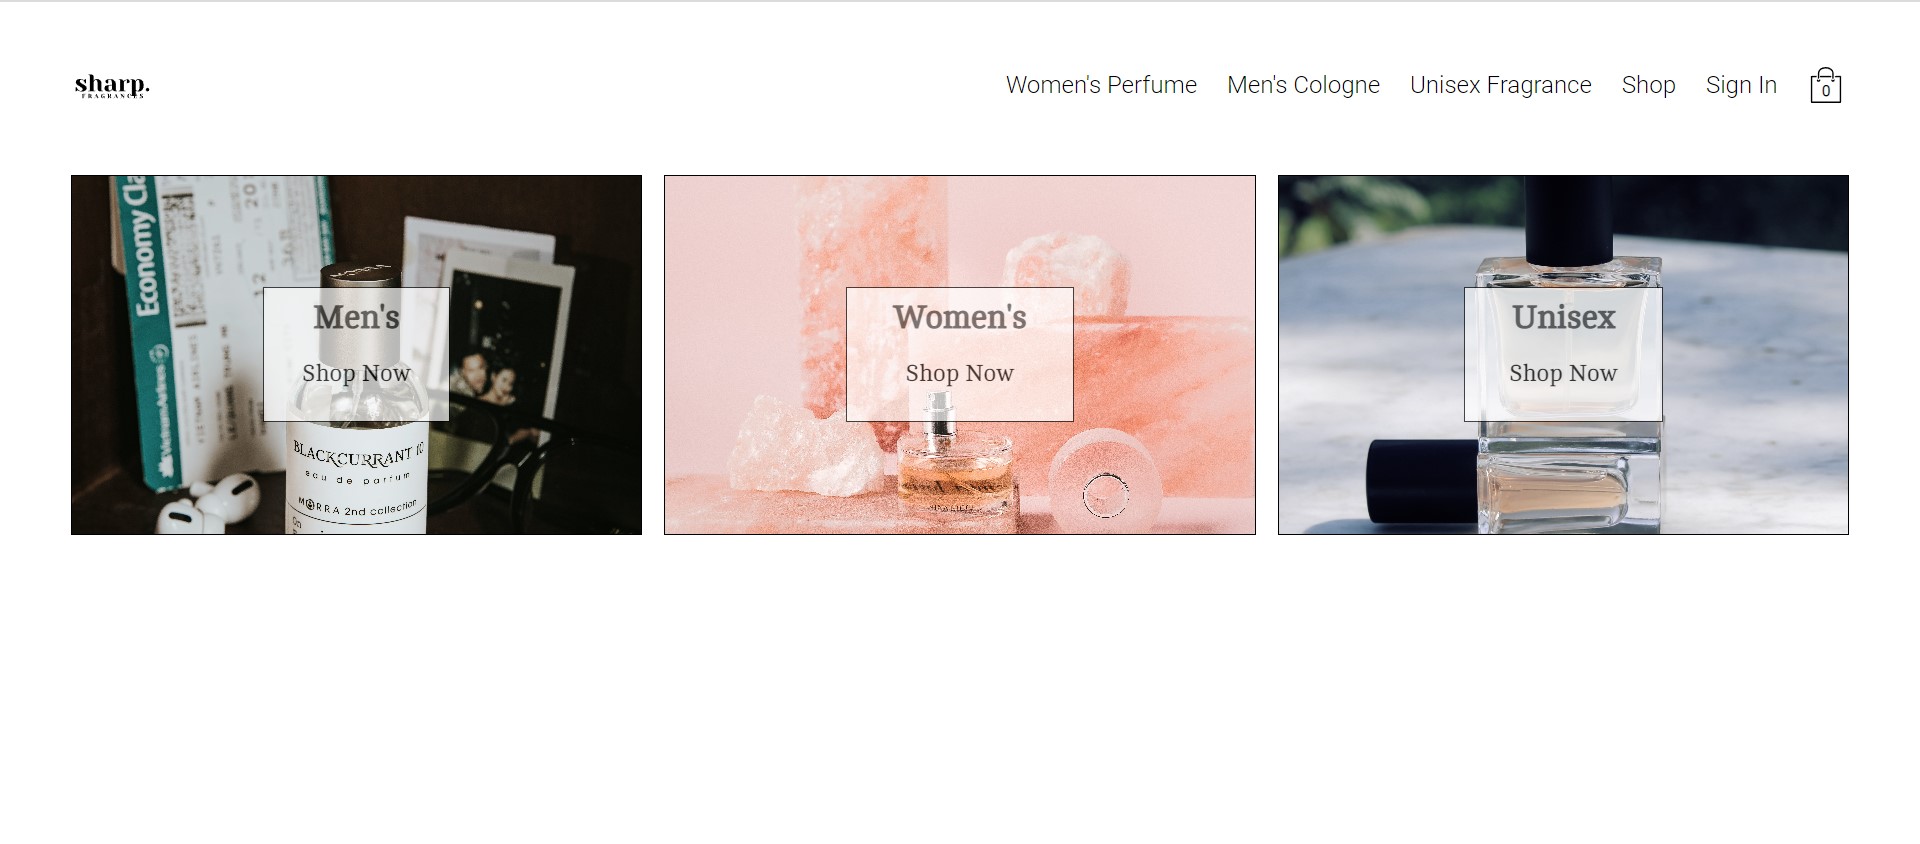 sharp.
FRAGRANCES
Women's Perfume
Men's Cologne
Unisex Fragrance
Shop
Sign In
0
Economy Cla
Men's
Shop Now
BLACKCURRANT
eau de parfum
MORRA 2nd collection
Women's
Shop Now
Unisex
Shop Now